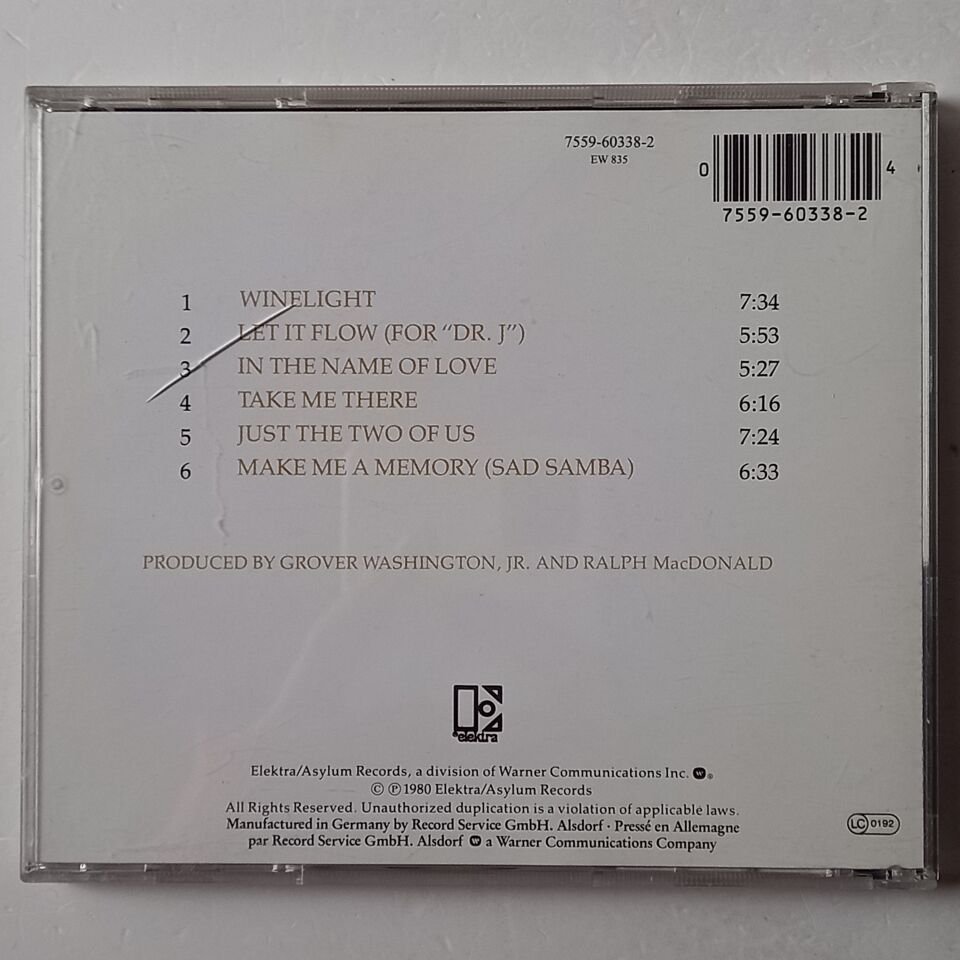 7559-60338-2
EW 835
0 4
7559-60338-2
1 WINELIGHT 7:34
2 LET IT FLOW (FOR "DR. J") 5:53
3 IN THE NAME OF LOVE 5:27
4 TAKE ME THERE 6:16
5 JUST THE TWO OF US 7:24
6 MAKE ME A MEMORY (SAD SAMBA) 6:33
PRODUCED BY GROVER WASHINGTON, JR. AND RALPH MacDONALD
elektra
Elektra/Asylum Records, a division of Warner Communications Inc. W ®.
© ℗ 1980 Elektra/Asylum Records
All Rights Reserved. Unauthorized duplication is a violation of applicable laws.
Manufactured in Germany by Record Service GmbH. Alsdorf · Pressé en Allemagne
par Record Service GmbH. Alsdorf W a Warner Communications Company
LC 0192